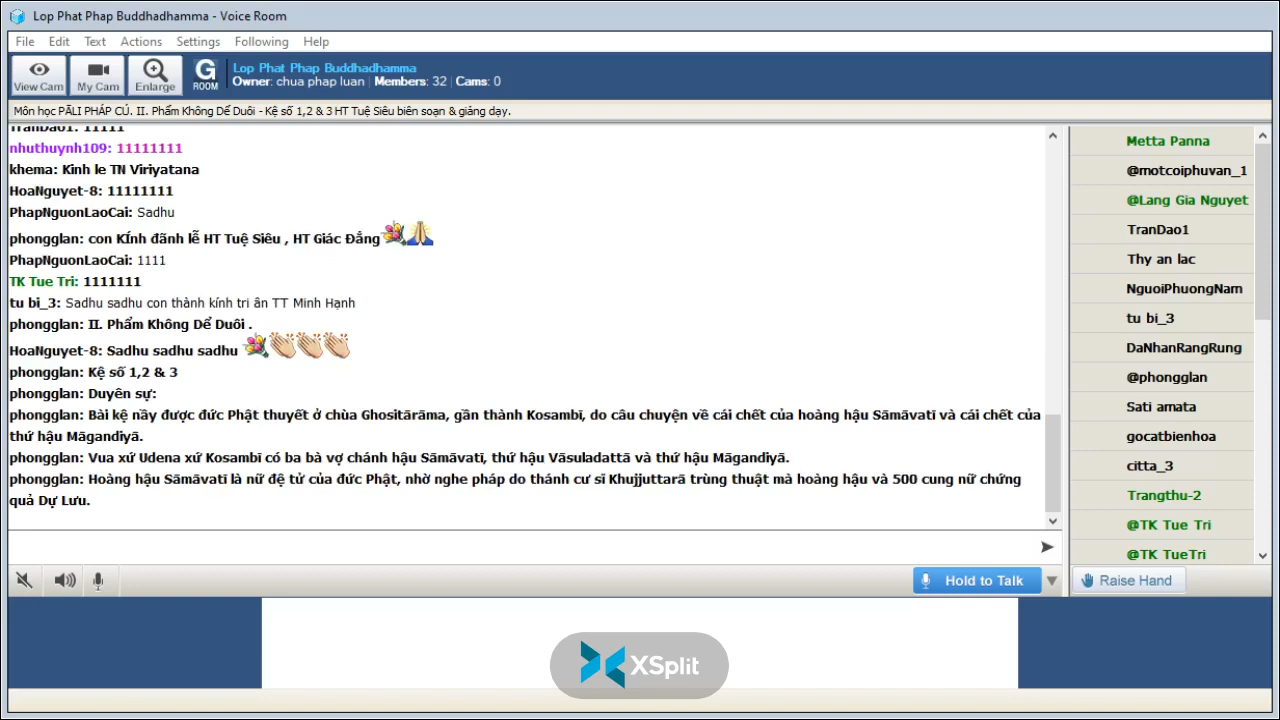 Lop Phat Phap Buddhadhamma - Voice Room
File Edit Text Actions Settings Following Help
View Cam My Cam Enlarge G ROOM
Lop Phat Phap Buddhadhamma
Owner: chua phap luan | Members: 32 | Cams: 0
Môn học PĀLI PHÁP CÚ. II. Phẩm Không Dể Duôi - Kệ số 1,2 & 3 HT Tuệ Siêu biên soạn & giảng dạy.
TranDao1: 11111
nhuthuynh109: 11111111
khema: Kinh le TN Viriyatana
HoaNguyet-8: 11111111
PhapNguonLaoCai: Sadhu
phongglan: con KÍnh đãnh lễ HT Tuệ Siêu , HT Giác Đẳng
PhapNguonLaoCai: 1111
TK Tue Tri: 1111111
tu bi_3: Sadhu sadhu con thành kính tri ân TT Minh Hạnh
phongglan: II. Phẩm Không Dể Duôi .
HoaNguyet-8: Sadhu sadhu sadhu
phongglan: Kệ số 1,2 & 3
phongglan: Duyên sự:
phongglan: Bài kệ nầy được đức Phật thuyết ở chùa Ghositārāma, gần thành Kosambī, do câu chuyện về cái chết của hoàng hậu Sāmāvatī và cái chết của
thứ hậu Māgandiyā.
phongglan: Vua xứ Udena xứ Kosambī có ba bà vợ chánh hậu Sāmāvatī, thứ hậu Vāsuladattā và thứ hậu Māgandiyā.
phongglan: Hoàng hậu Sāmāvatī là nữ đệ tử của đức Phật, nhờ nghe pháp do thánh cư sĩ Khujjuttarā trùng thuật mà hoàng hậu và 500 cung nữ chứng
quả Dự Lưu.
Metta Panna
@motcoiphuvan_1
@Lang Gia Nguyet
TranDao1
Thy an lac
NguoiPhuongNam
tu bi_3
DaNhanRangRung
@phongglan
Sati amata
gocatbienhoa
citta_3
Trangthu-2
@TK Tue Tri
@TK TueTri
Hold to Talk
Raise Hand
XSplit